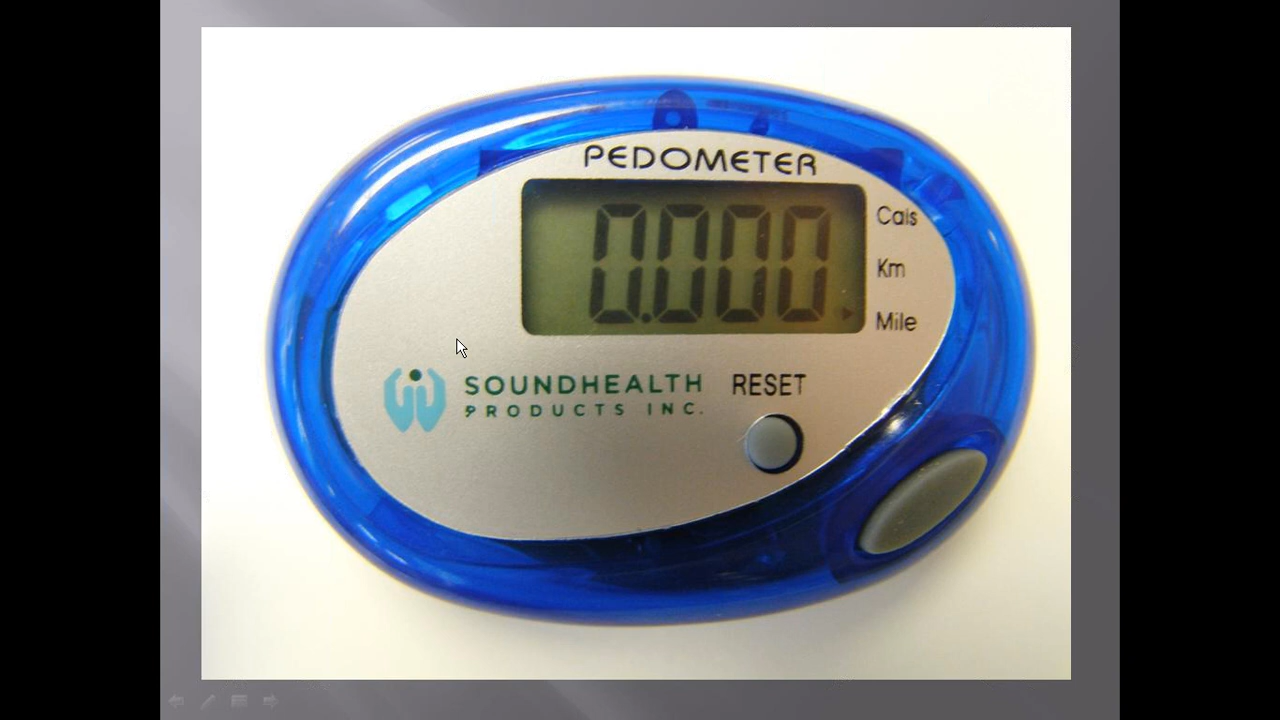 PEDOMETER
0.000
Cals
Km
Mile
SOUNDHEALTH
PRODUCTS INC.
RESET